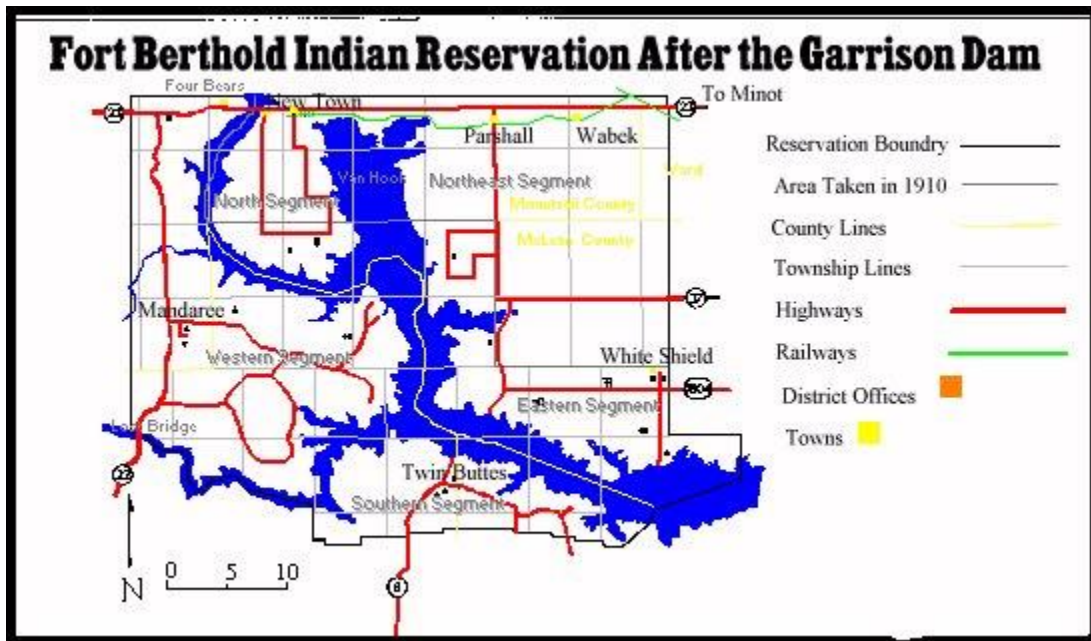 Fort Berthold Indian Reservation After the Garrison Dam
Four Bears
New Town
23
To Minot
Parshall
Wabek
Reservation Boundry
Van Hook
Northeast Segment
Ward
Area Taken in 1910
North Segment
Mountrail County
County Lines
McLean County
Township Lines
37
Mandaree
Highways
Western Segment
White Shield
Railways
Eastern Segment
District Offices
Lost Bridge
Towns
22
Twin Buttes
Southern Segment
0 5 10
N
8